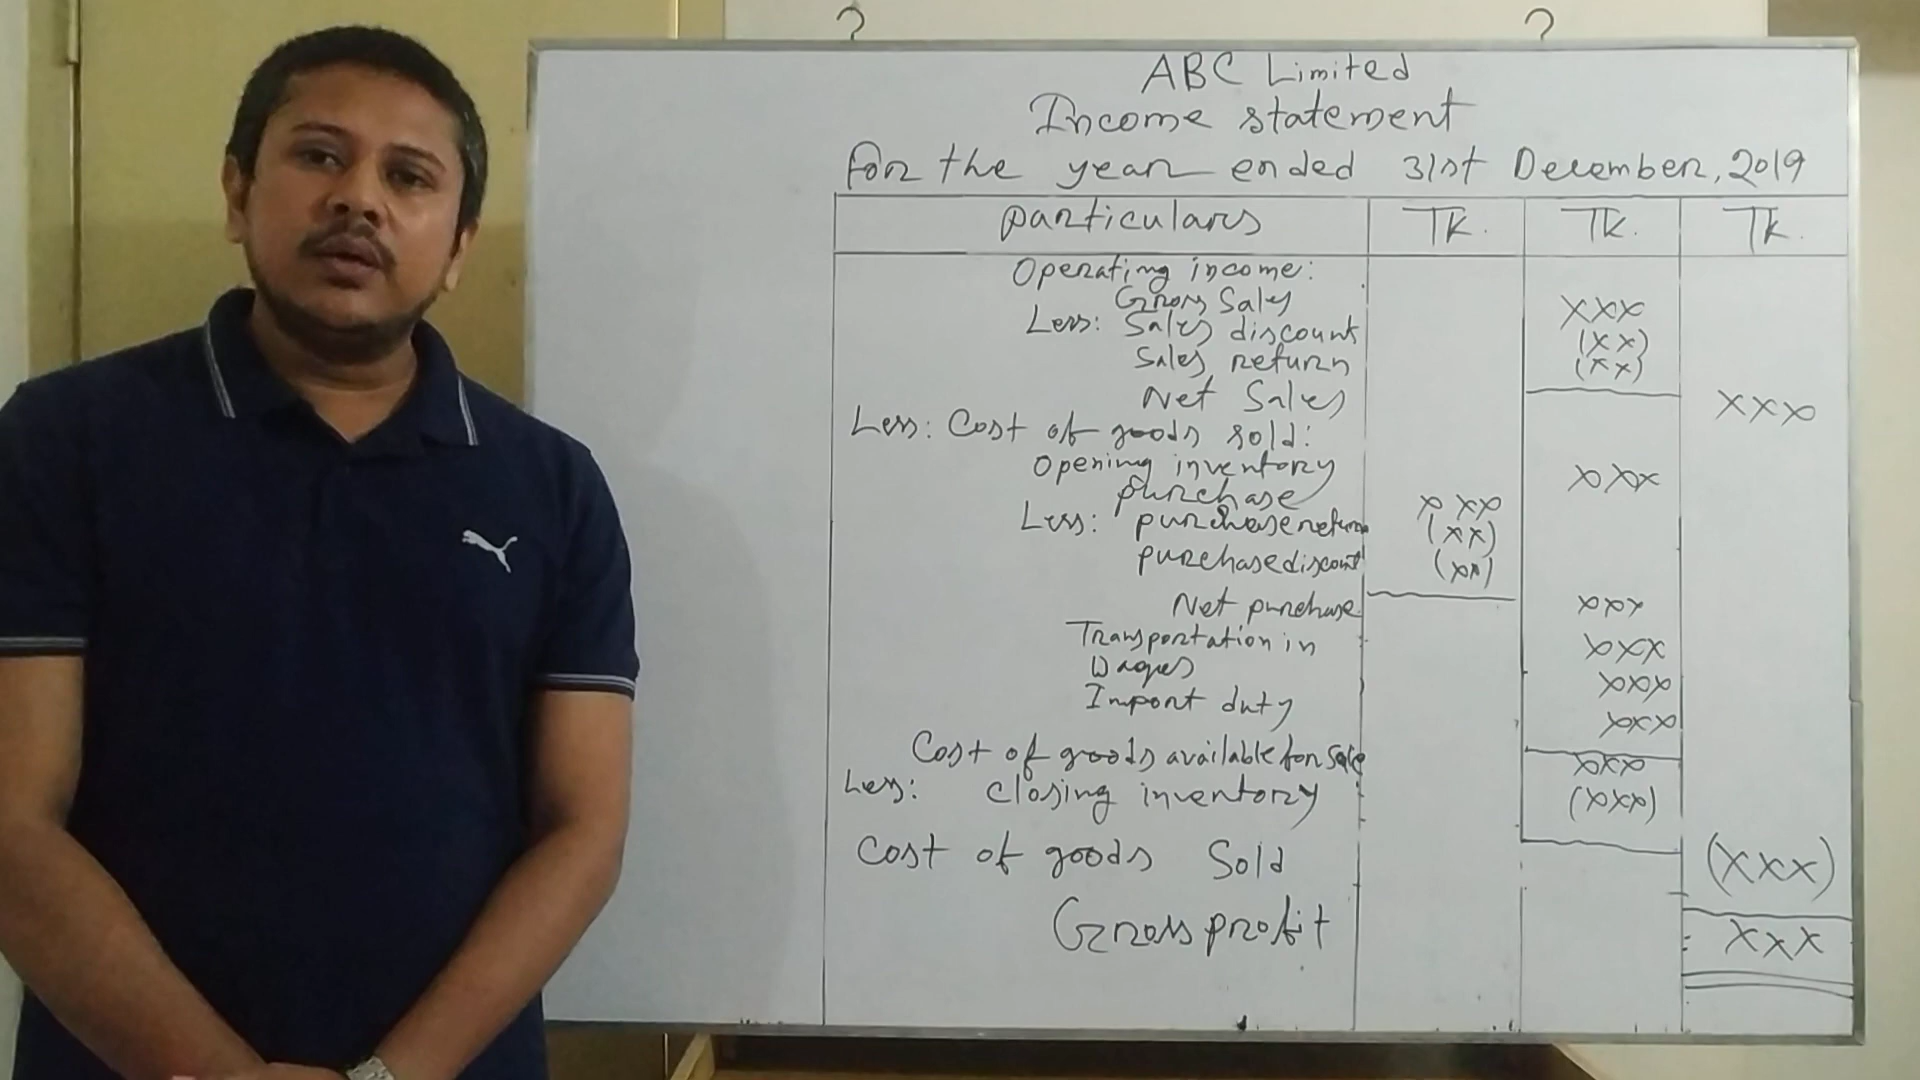 ABC Limited
Income statement
For the year ended 31st December, 2019
particulars TK. TK. TK.
Operating income:
Gross Sales xxx
Less: Sales discount (xx)
Sales return (xx)
Net Sales xxx
Less: Cost of goods sold:
Opening inventory xxx
purchase xxx
Less: purchase return (xx)
purchase discount (xx)
Net purchase xxx
Transportation in xxx
Wages xxx
Import duty xxx
Cost of goods available for sale xxx
Less: closing inventory (xxx)
Cost of goods Sold (xxx)
Gross profit xxx